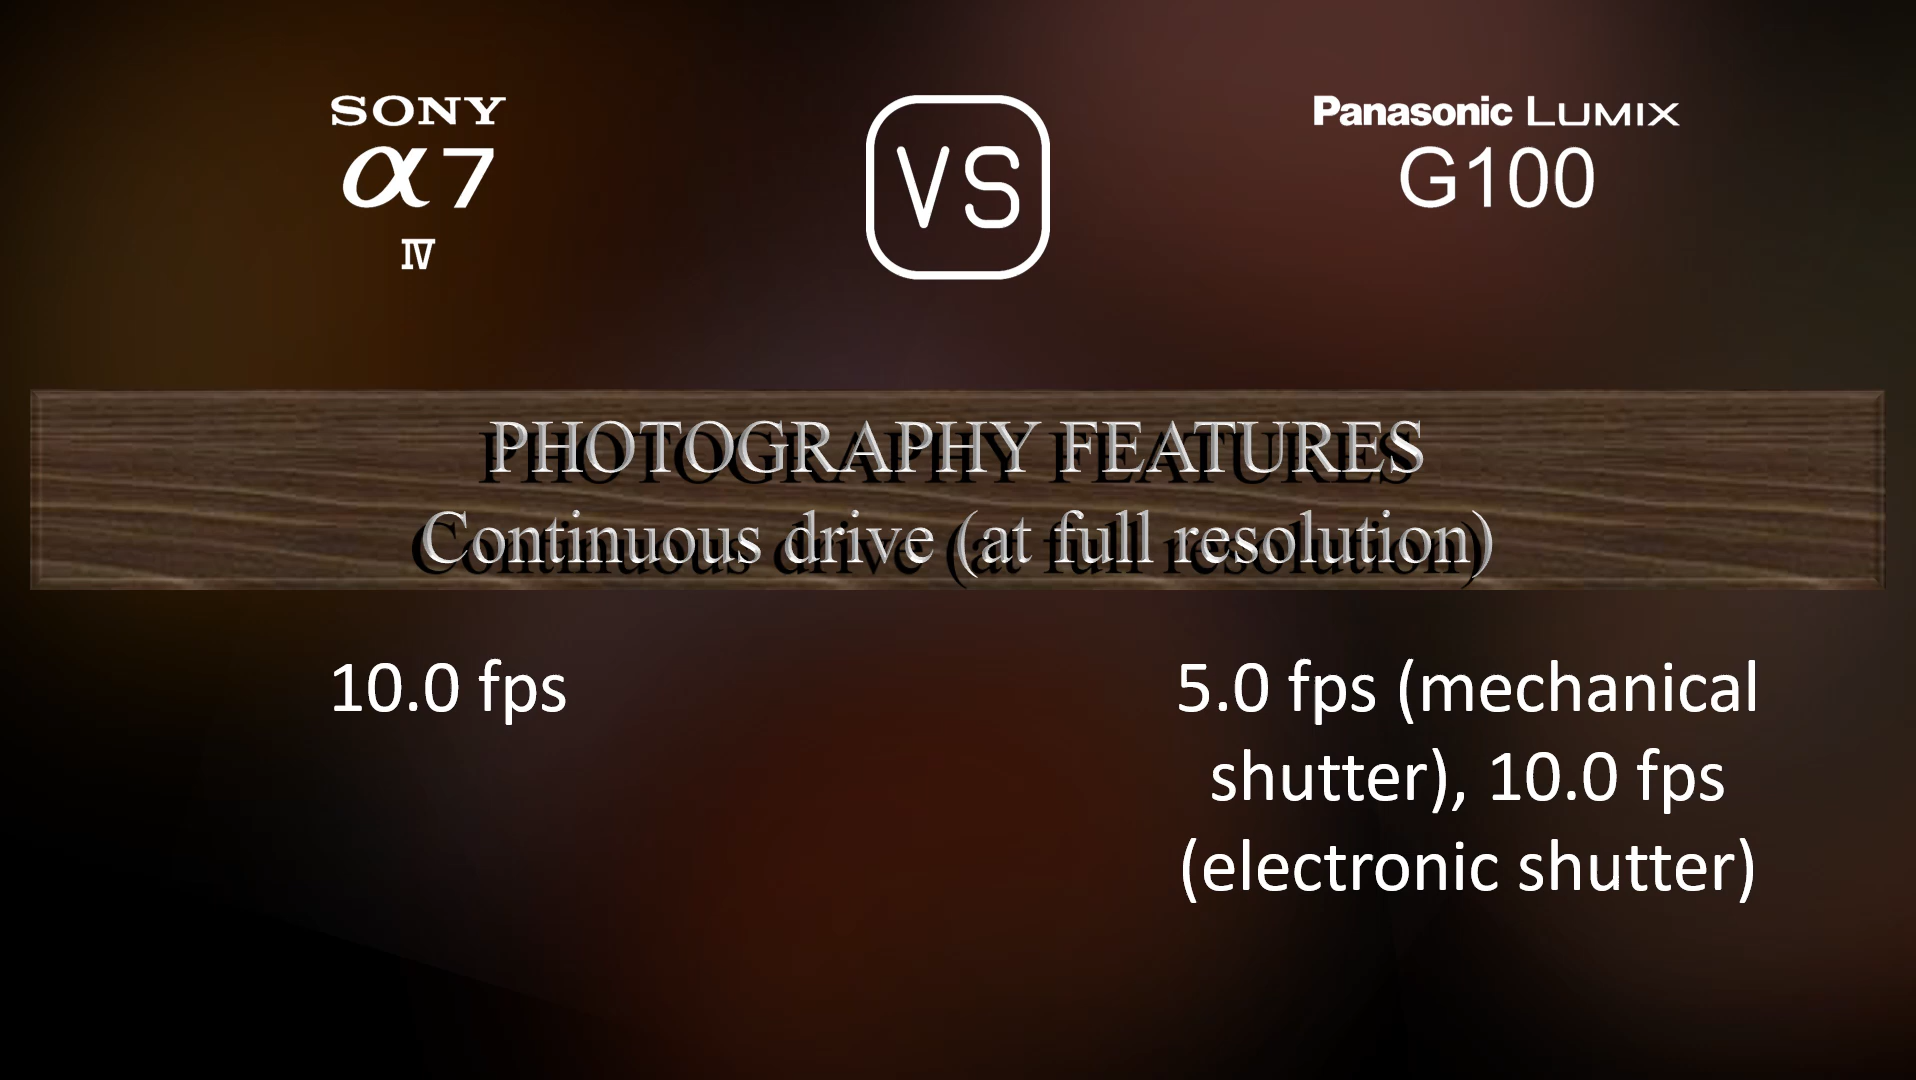 SONY
α7
IV
VS
Panasonic LUMIX
G100
PHOTOGRAPHY FEATURES
Continuous drive (at full resolution)
10.0 fps
5.0 fps (mechanical
shutter), 10.0 fps
(electronic shutter)